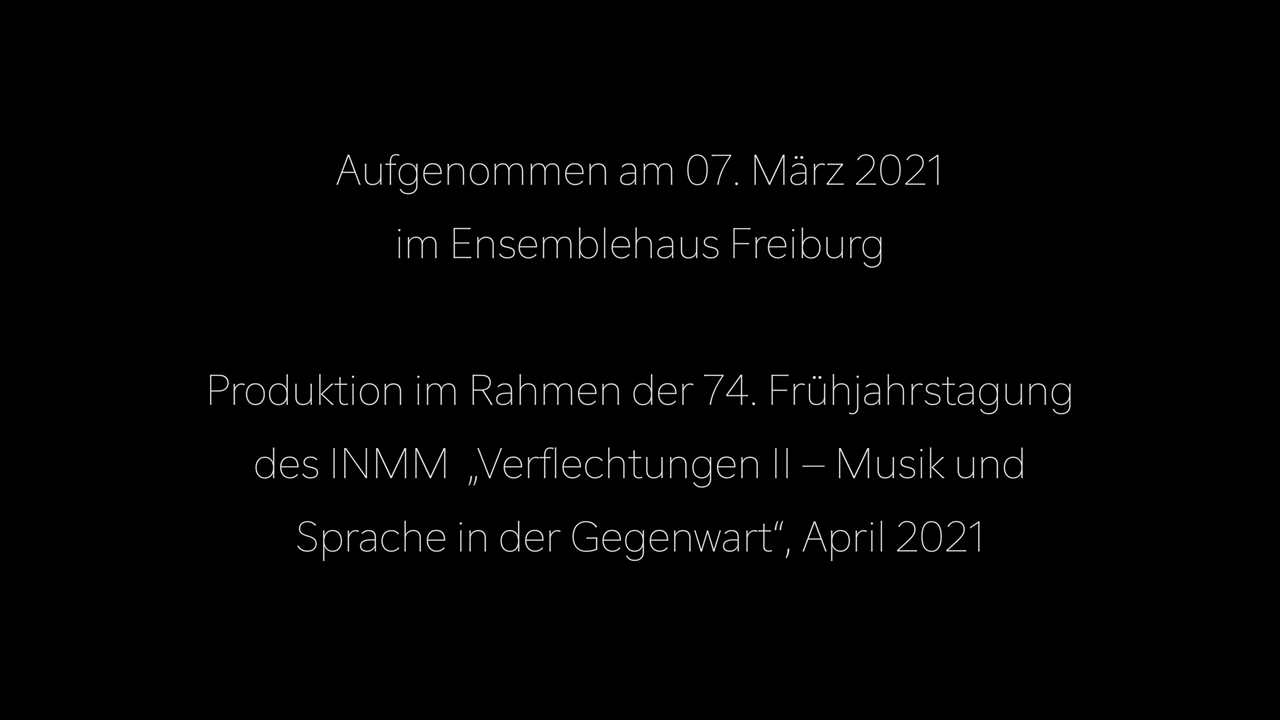 Aufgenommen am 07. März 2021
im Ensemblehaus Freiburg
Produktion im Rahmen der 74. Frühjahrstagung
des INMM „Verflechtungen II – Musik und
Sprache in der Gegenwart“, April 2021